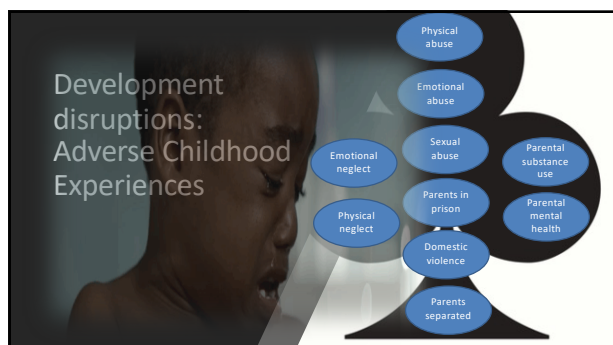 Development
disruptions:
Adverse Childhood
Experiences
Physical
abuse
Emotional
abuse
Emotional
neglect
Sexual
abuse
Parental
substance
use
Physical
neglect
Parents in
prison
Parental
mental
health
Domestic
violence
Parents
separated